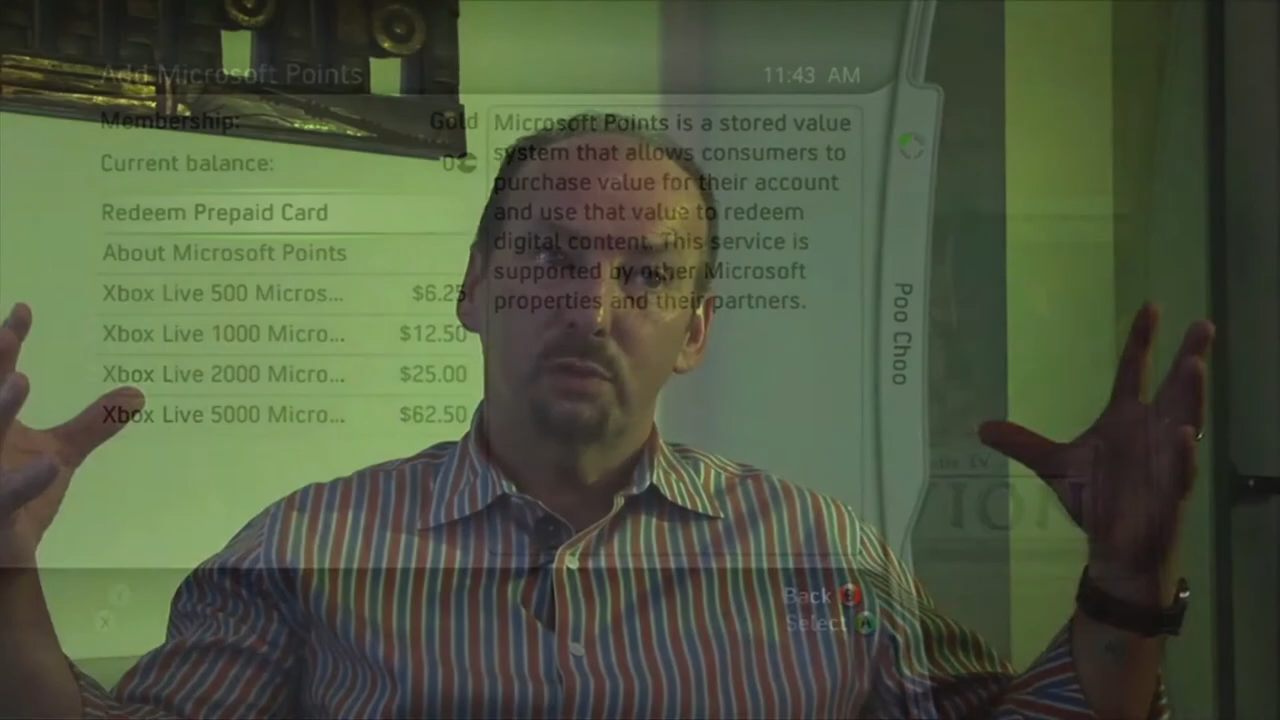 Add Microsoft Points
11:43 AM
Membership: Gold
Current balance: 0
Redeem Prepaid Card
About Microsoft Points
Xbox Live 500 Micros... $6.25
Xbox Live 1000 Micro... $12.50
Xbox Live 2000 Micro... $25.00
Xbox Live 5000 Micro... $62.50
Microsoft Points is a stored value
system that allows consumers to
purchase value for their account
and use that value to redeem
digital content. This service is
supported by other Microsoft
properties and their partners.
Poo Choo
Back B
Select A
Y
X